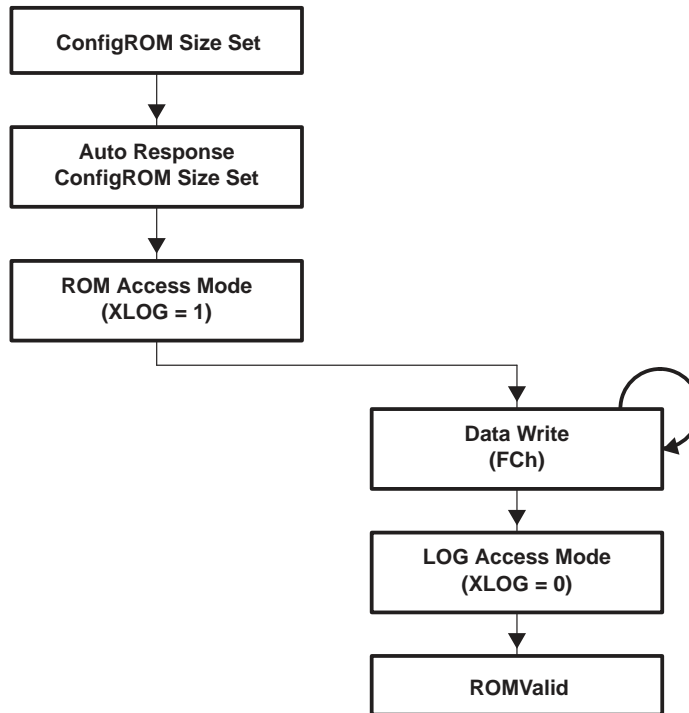 ConfigROM Size Set
Auto Response
ConfigROM Size Set
ROM Access Mode
(XLOG = 1)
Data Write
(FCh)
LOG Access Mode
(XLOG = 0)
ROMValid